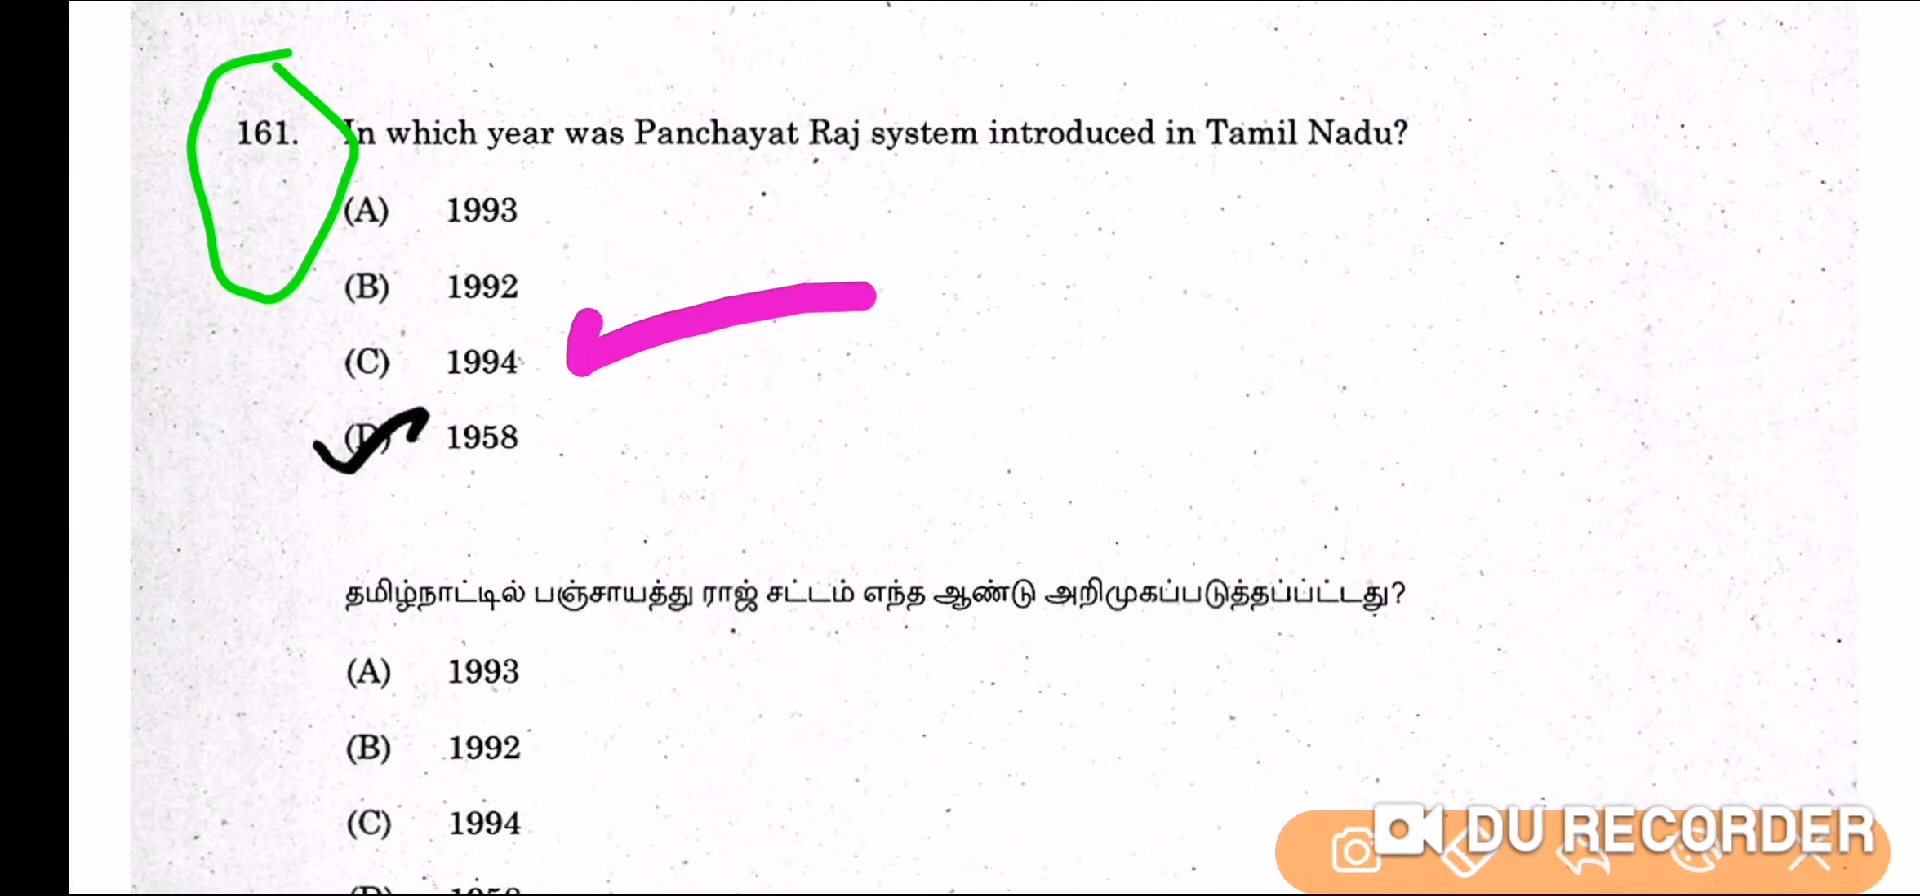 161. In which year was Panchayat Raj system introduced in Tamil Nadu?
(A) 1993
(B) 1992
(C) 1994
(D) 1958
தமிழ்நாட்டில் பஞ்சாயத்து ராஜ் சட்டம் எந்த ஆண்டு அறிமுகப்படுத்தப்பட்டது?
(A) 1993
(B) 1992
(C) 1994
(D) 1958
DU RECORDER